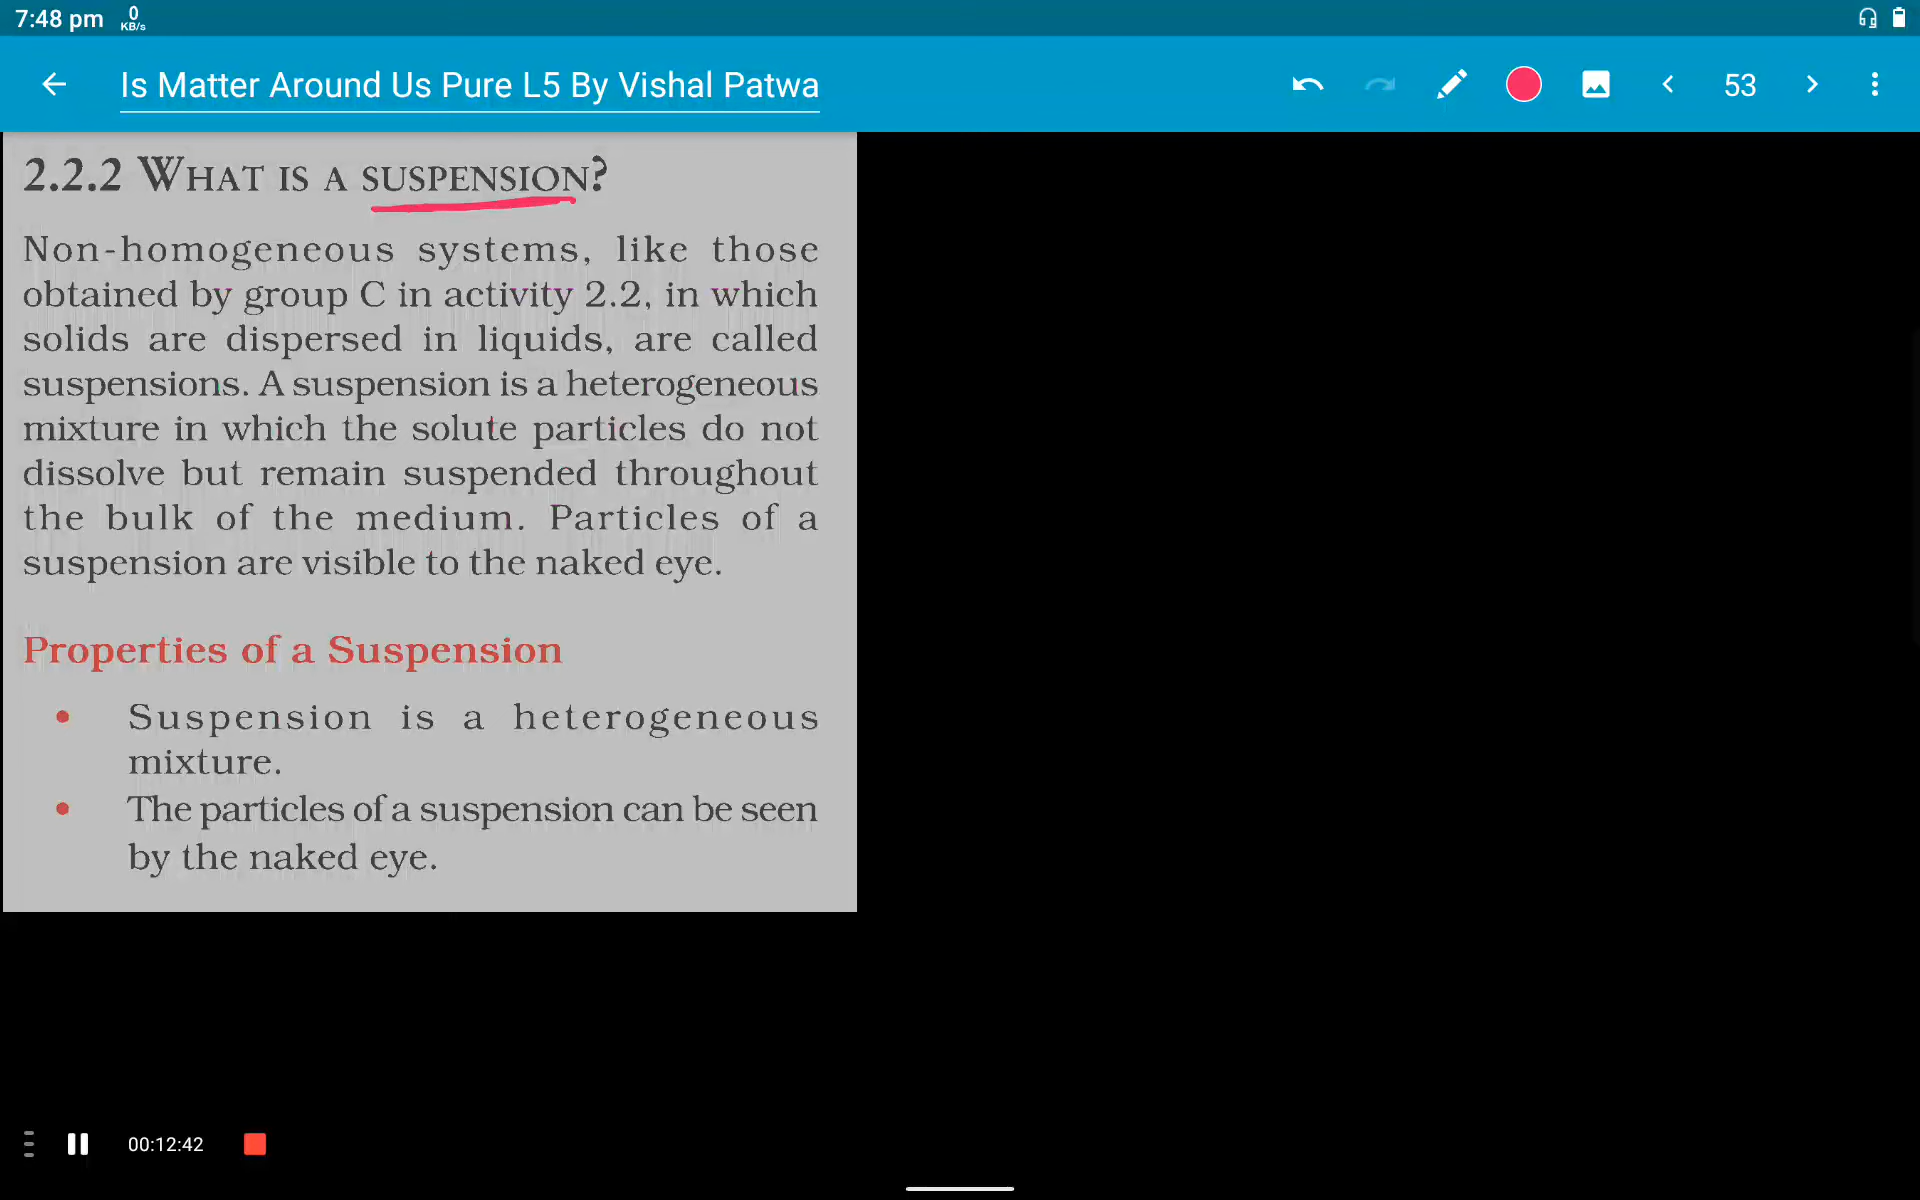 7:48 pm 0 KB/s
Is Matter Around Us Pure L5 By Vishal Patwa 53
2.2.2 WHAT IS A SUSPENSION?
Non-homogeneous systems, like those
obtained by group C in activity 2.2, in which
solids are dispersed in liquids, are called
suspensions. A suspension is a heterogeneous
mixture in which the solute particles do not
dissolve but remain suspended throughout
the bulk of the medium. Particles of a
suspension are visible to the naked eye.
Properties of a Suspension
• Suspension is a heterogeneous
mixture.
• The particles of a suspension can be seen
by the naked eye.
00:12:42